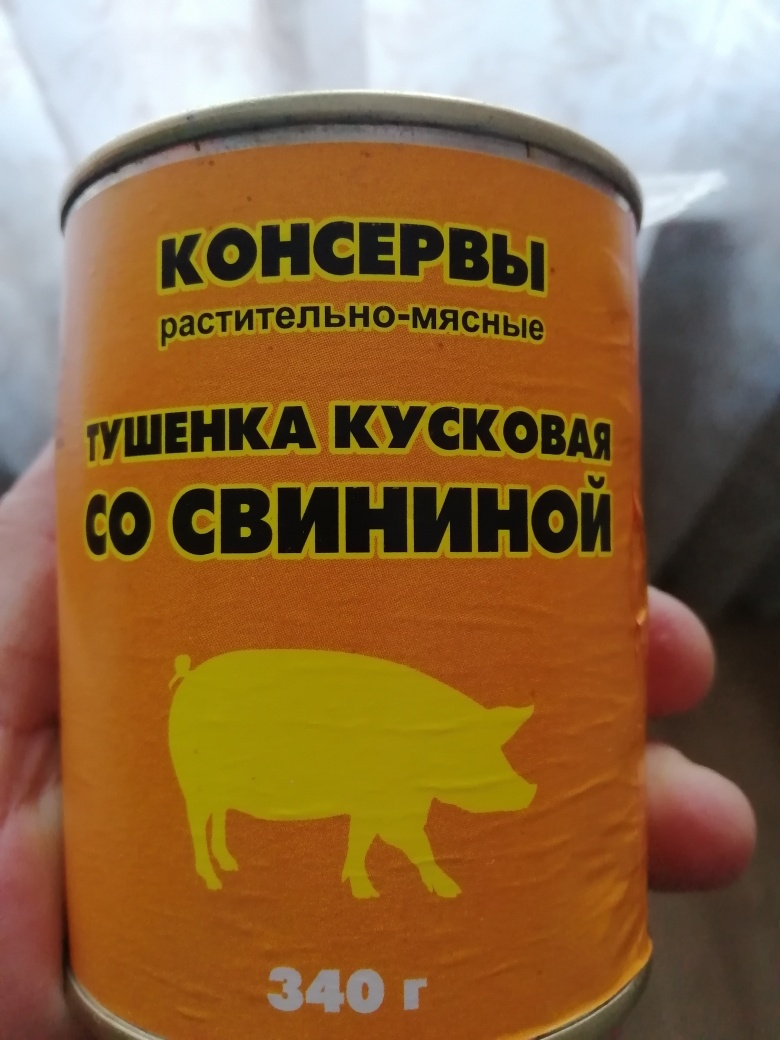 КОНСЕРВЫ
растительно-мясные
ТУШЕНКА КУСКОВАЯ
СО СВИНИНОЙ
340 г